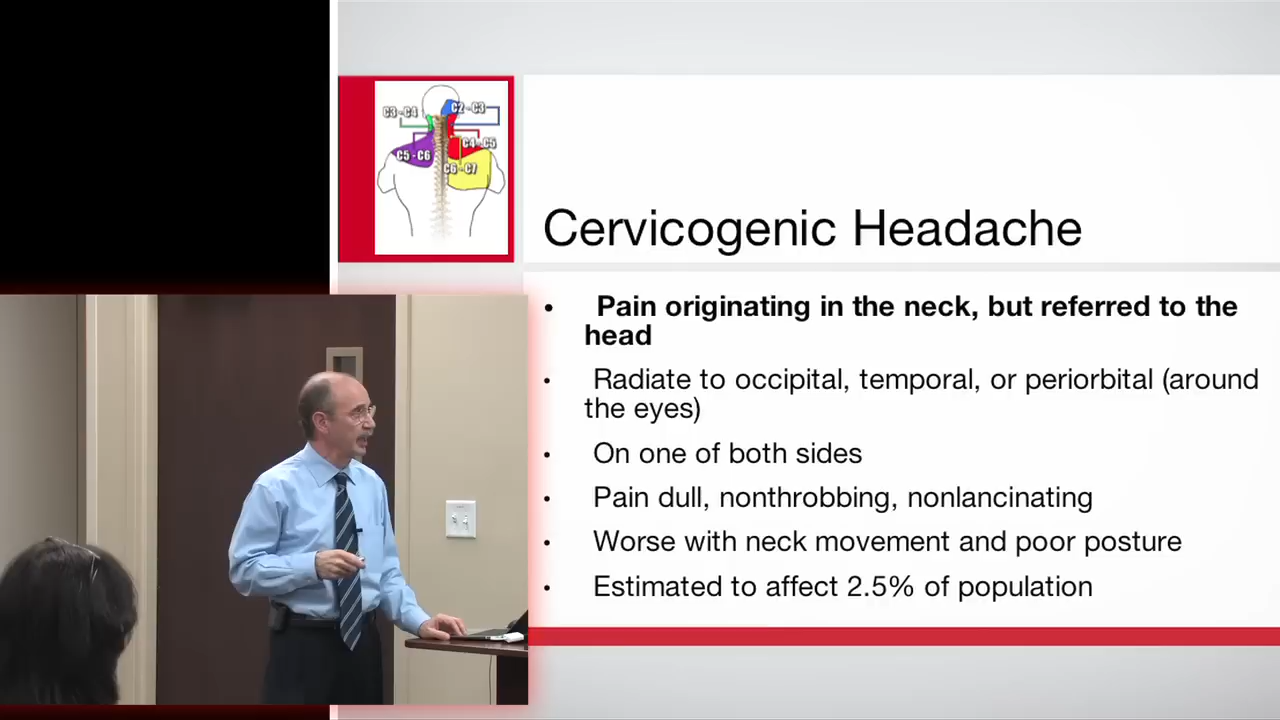 C3-C4
C2-C3
C4-C5
C5-C6
C6-C7
Cervicogenic Headache
• Pain originating in the neck, but referred to the
head
• Radiate to occipital, temporal, or periorbital (around
the eyes)
• On one of both sides
• Pain dull, nonthrobbing, nonlancinating
• Worse with neck movement and poor posture
• Estimated to affect 2.5% of population